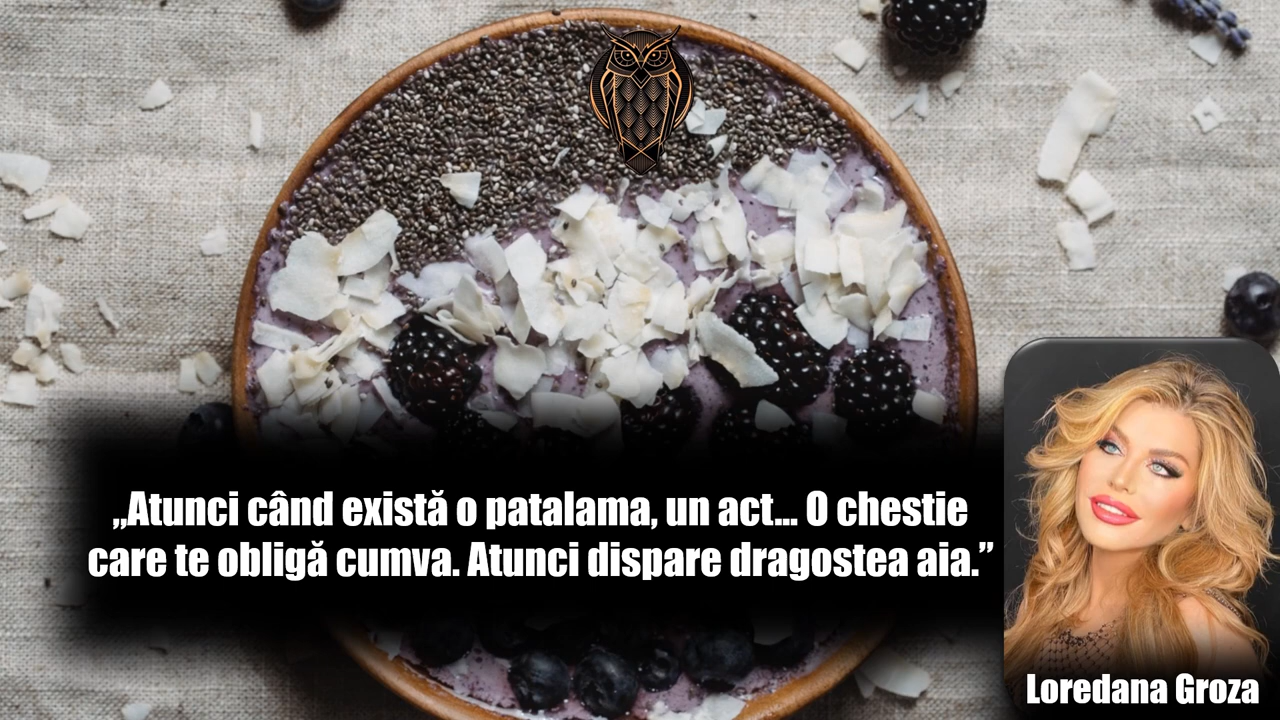 „Atunci când există o patalama, un act... O chestie
care te obligă cumva. Atunci dispare dragostea aia.”
Loredana Groza